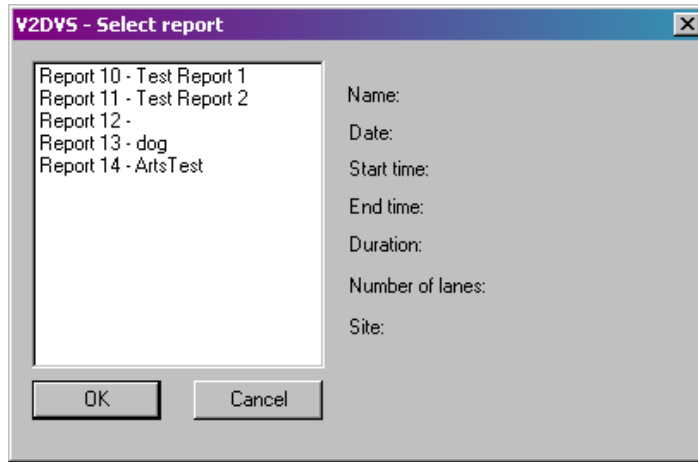 V2DVS - Select report
Report 10 - Test Report 1
Report 11 - Test Report 2
Report 12 -
Report 13 - dog
Report 14 - ArtsTest
Name:
Date:
Start time:
End time:
Duration:
Number of lanes:
Site:
OK
Cancel